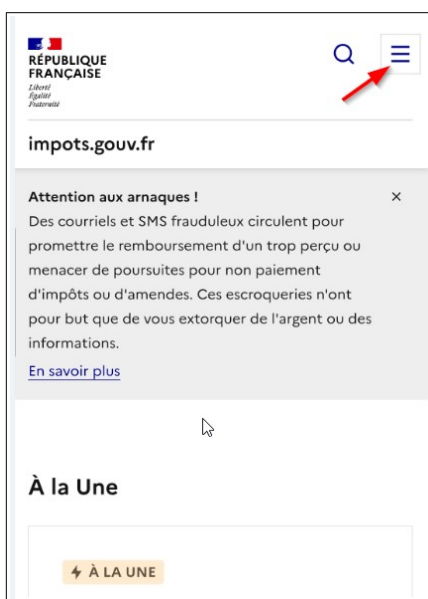 RÉPUBLIQUE
FRANÇAISE
Liberté
Égalité
Fraternité
impots.gouv.fr
Attention aux arnaques !
Des courriels et SMS frauduleux circulent pour
promettre le remboursement d'un trop perçu ou
menacer de poursuites pour non paiement
d'impôts ou d'amendes. Ces escroqueries n'ont
pour but que de vous extorquer de l'argent ou des
informations.
En savoir plus
À la Une
À LA UNE